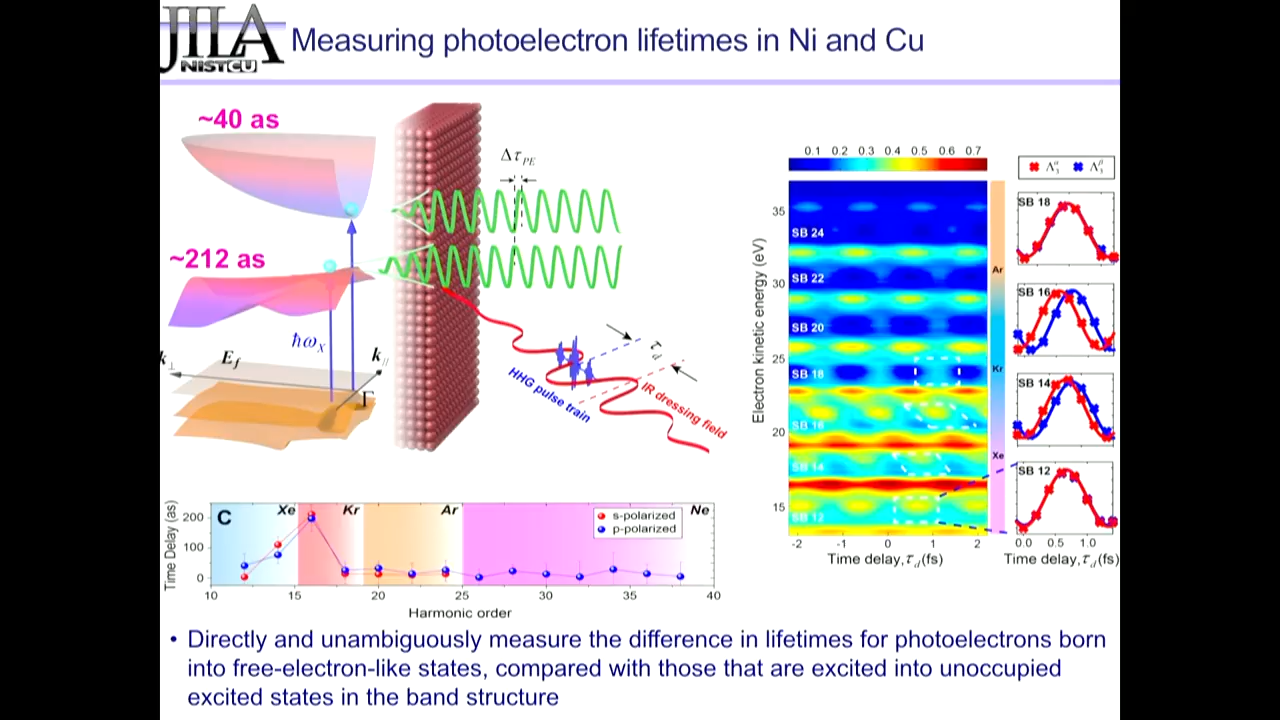 JILA
NIST CU
Measuring photoelectron lifetimes in Ni and Cu
~40 as
~212 as
ħωX
k⊥
Ef
k//
Γ
ΔτPE
τd
HHG pulse train
IR dressing field
0.1 0.2 0.3 0.4 0.5 0.6 0.7
Electron kinetic energy (eV)
35
30
25
20
15
SB 24
SB 22
SB 20
SB 18
SB 16
SB 14
SB 12
Ar
Kr
Xe
-2 -1 0 1 2
Time delay,τd(fs)
SB 18
SB 16
SB 14
SB 12
0.0 0.5 1.0
Time delay,τd(fs)
C
Xe Kr Ar Ne
s-polarized
p-polarized
Time Delay (as)
200
100
0
10 15 20 25 30 35 40
Harmonic order
• Directly and unambiguously measure the difference in lifetimes for photoelectrons born
into free-electron-like states, compared with those that are excited into unoccupied
excited states in the band structure